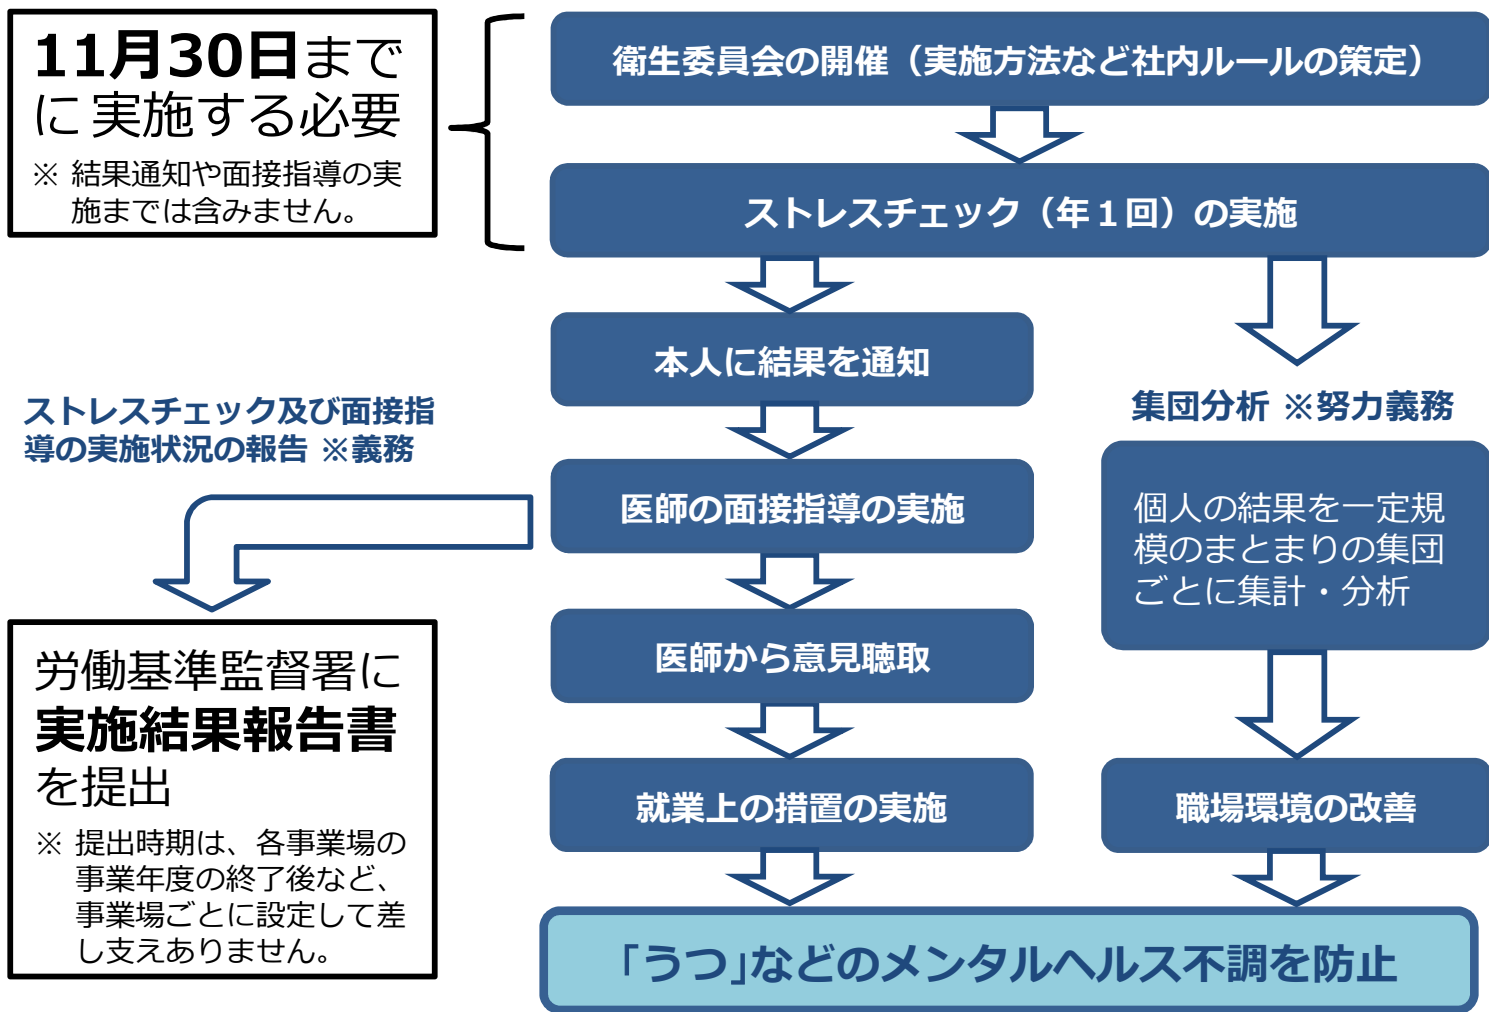 11月30日まで
に実施する必要
※ 結果通知や面接指導の実
施までは含みません。
衛生委員会の開催（実施方法など社内ルールの策定）
ストレスチェック（年１回）の実施
本人に結果を通知
ストレスチェック及び面接指
導の実施状況の報告 ※義務
医師の面接指導の実施
医師から意見聴取
就業上の措置の実施
集団分析 ※努力義務
個人の結果を一定規
模のまとまりの集団
ごとに集計・分析
職場環境の改善
労働基準監督署に
実施結果報告書
を提出
※ 提出時期は、各事業場の
事業年度の終了後など、
事業場ごとに設定して差
し支えありません。
「うつ」などのメンタルヘルス不調を防止